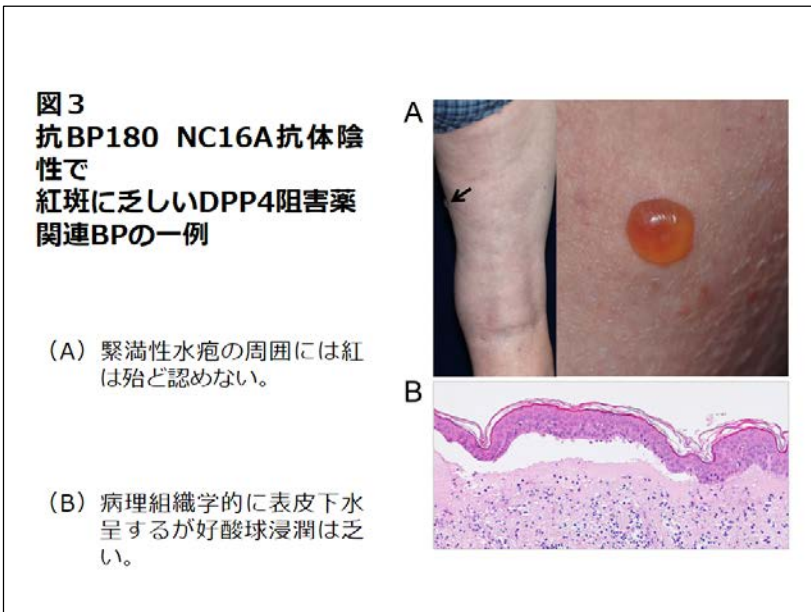 図３
抗BP180 NC16A抗体陰
性で
紅斑に乏しいDPP4阻害薬
関連BPの一例
（A）緊満性水疱の周囲には紅
は殆ど認めない。
（B）病理組織学的に表皮下水
呈するが好酸球浸潤は乏
い。
A
B